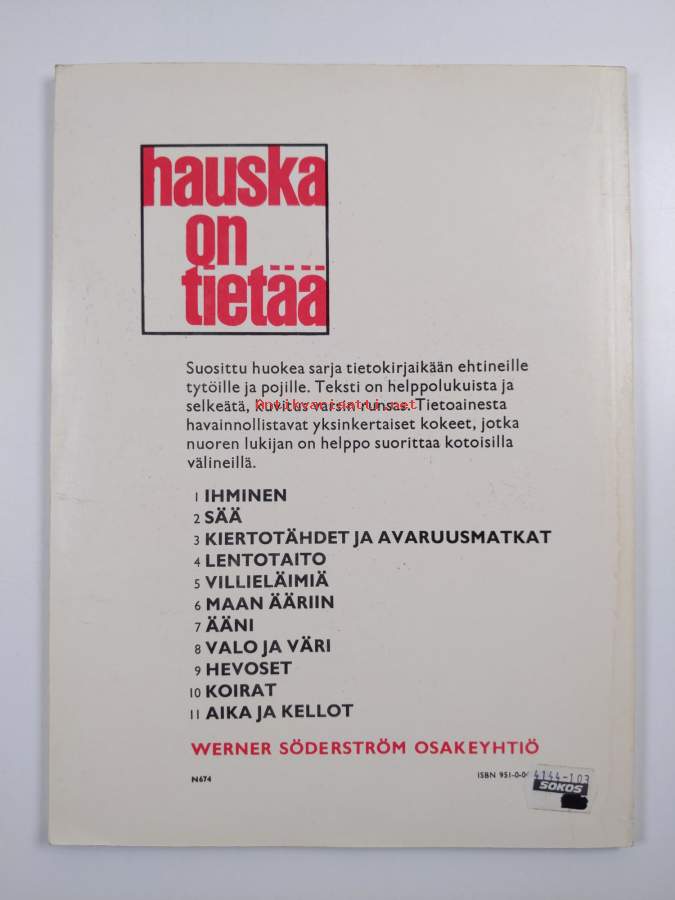 hauska
on
tietää
Suosittu huokea sarja tietokirjaikään ehtineille
tytöille ja pojille. Teksti on helppolukuista ja
selkeätä, kuvitus varsin runsas. Tietoainesta
antikvariaatti.net
havainnollistavat yksinkertaiset kokeet, jotka
nuoren lukijan on helppo suorittaa kotoisilla
välineillä.
1 IHMINEN
2 SÄÄ
3 KIERTOTÄHDET JA AVARUUSMATKAT
4 LENTOTAITO
5 VILLIELÄIMIÄ
6 MAAN ÄÄRIIN
7 ÄÄNI
8 VALO JA VÄRI
9 HEVOSET
10 KOIRAT
11 AIKA JA KELLOT
WERNER SÖDERSTRÖM OSAKEYHTIÖ
N674
ISBN 951-0-0
4144-103
SOKOS